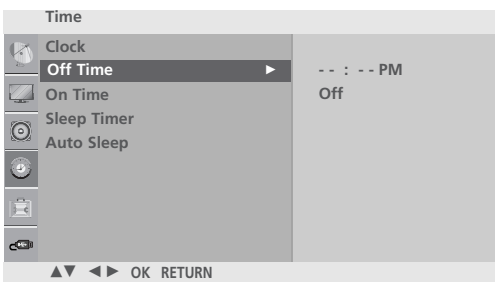 Time
Clock
Off Time ► - - : - - PM
On Time Off
Sleep Timer
Auto Sleep
▲▼ ◄► OK RETURN